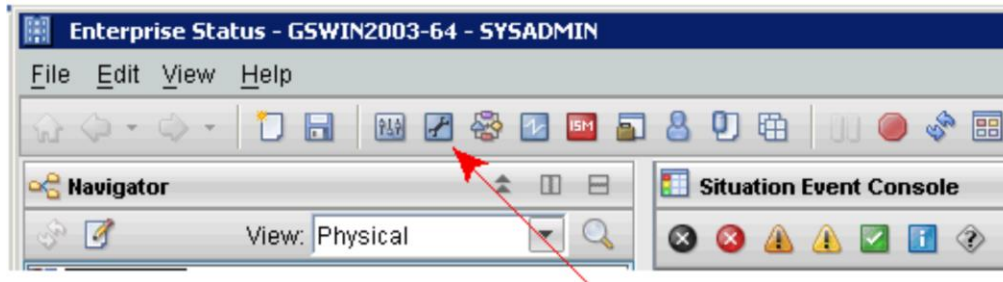 Enterprise Status - GSWIN2003-64 - SYSADMIN
File Edit View Help
ISM
Navigator
Situation Event Console
View: Physical